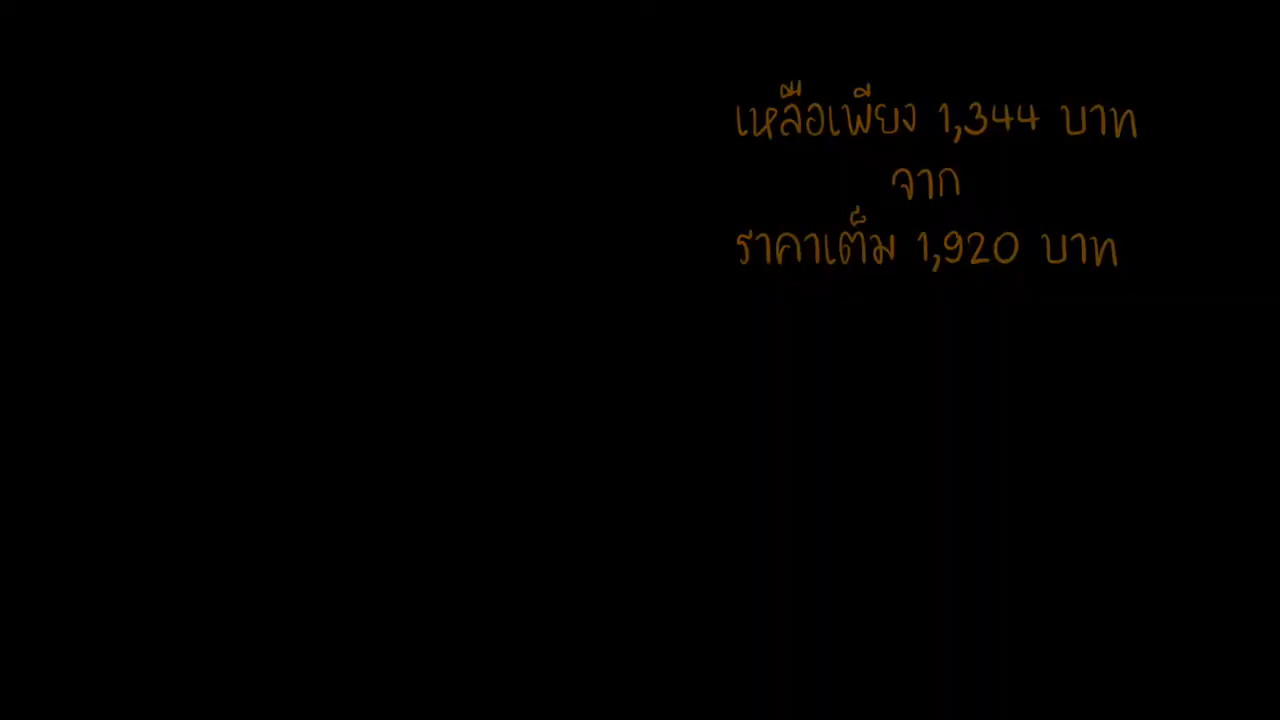 เหลือเพียง 1,344 บาท
จาก
ราคาเต็ม 1,920 บาท